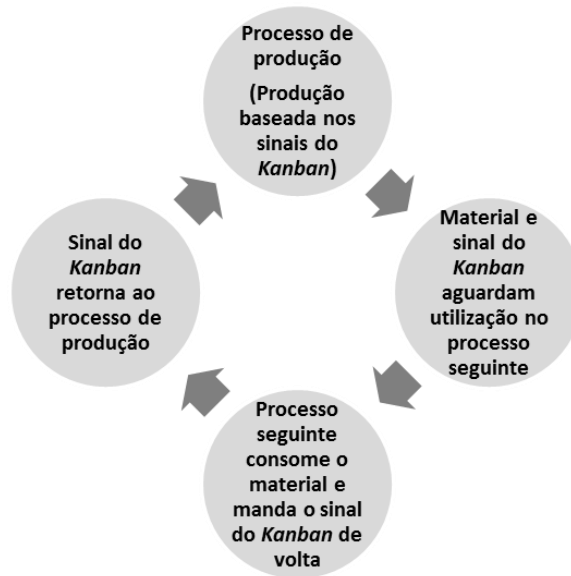 Processo de
produção
(Produção
baseada nos
sinais do
Kanban)
Material e
sinal do
Kanban
aguardam
utilização no
processo
seguinte
Processo
seguinte
consome o
material e
manda o sinal
do Kanban de
volta
Sinal do
Kanban
retorna ao
processo de
produção